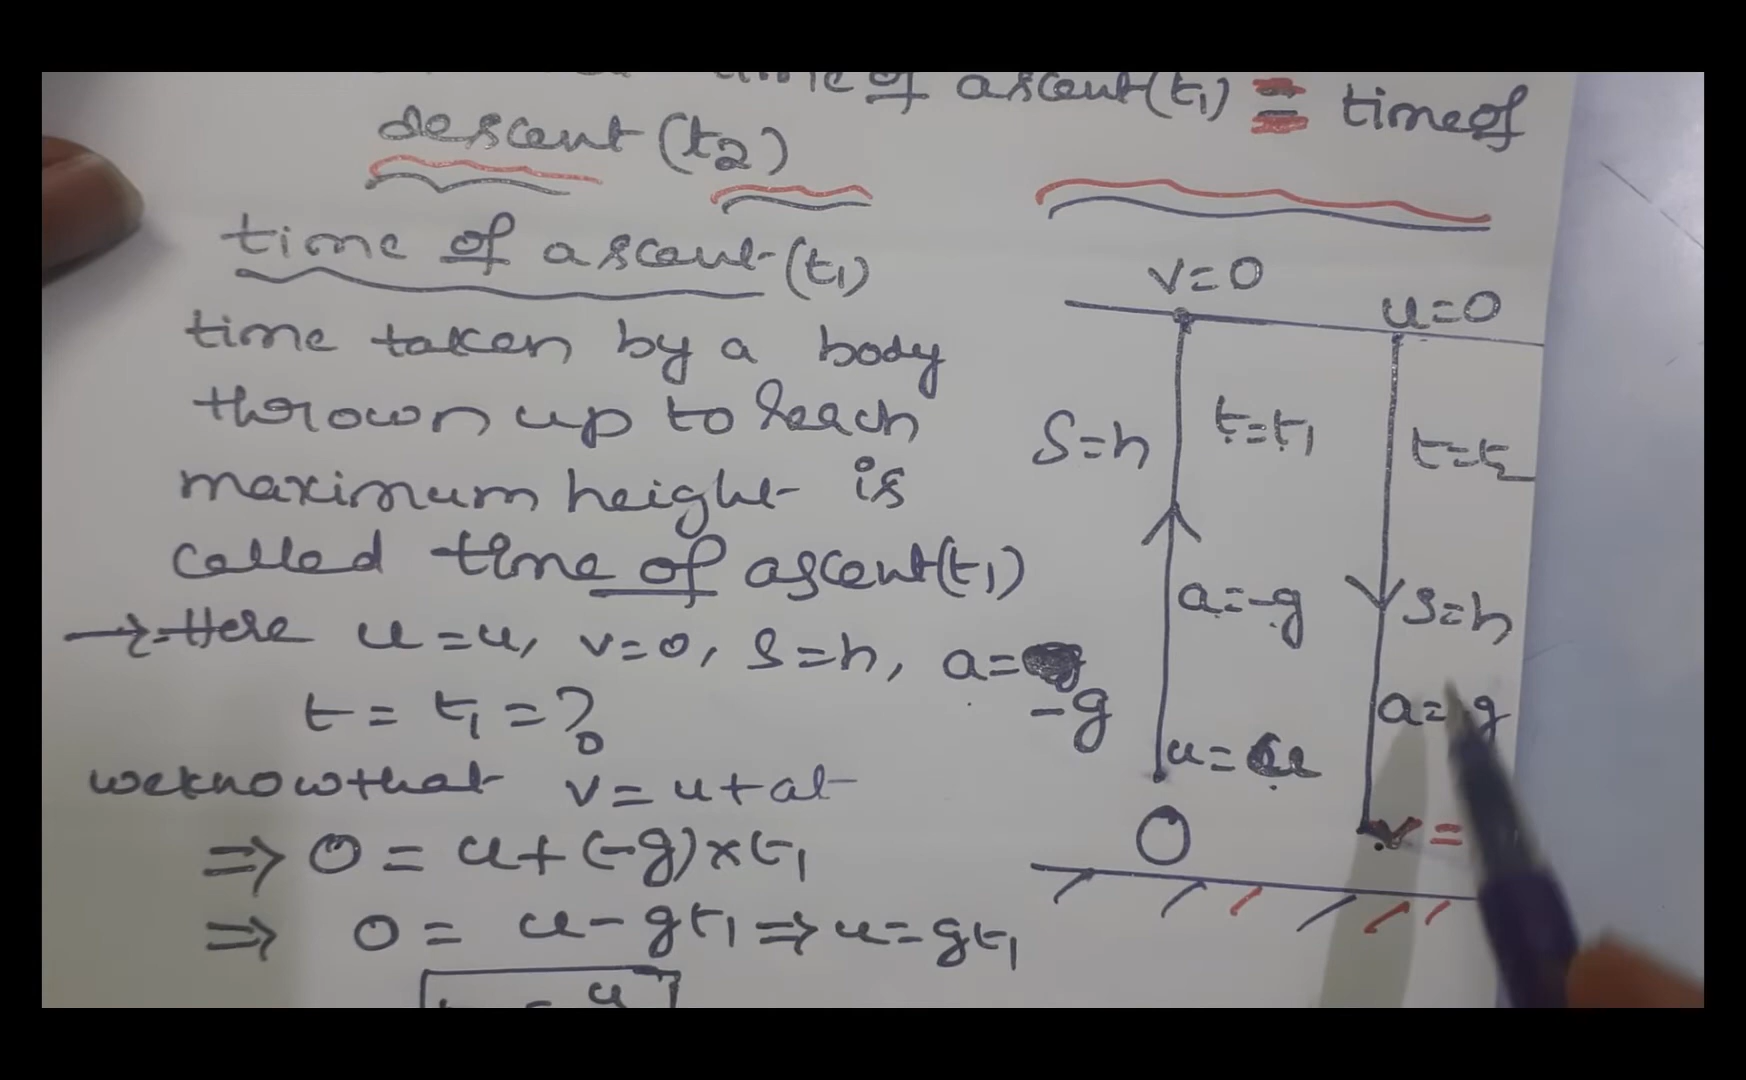 time of ascent(t1) = time of
descent (t2)
time of ascent (t1)
time taken by a body
thrown up to reach
maximum height is
called time of ascent(t1)
→ Here u=u, v=0, s=h, a=
-g
t = t1 = ?
we know that v = u+at
⇒ 0 = u+(-g)×t1
⇒ 0 = u-gt1 ⇒ u=gt1
u
v=0
u=0
S=h
t=t1
t=t2
a=-g
s=h
a= g
u= u
O
v =